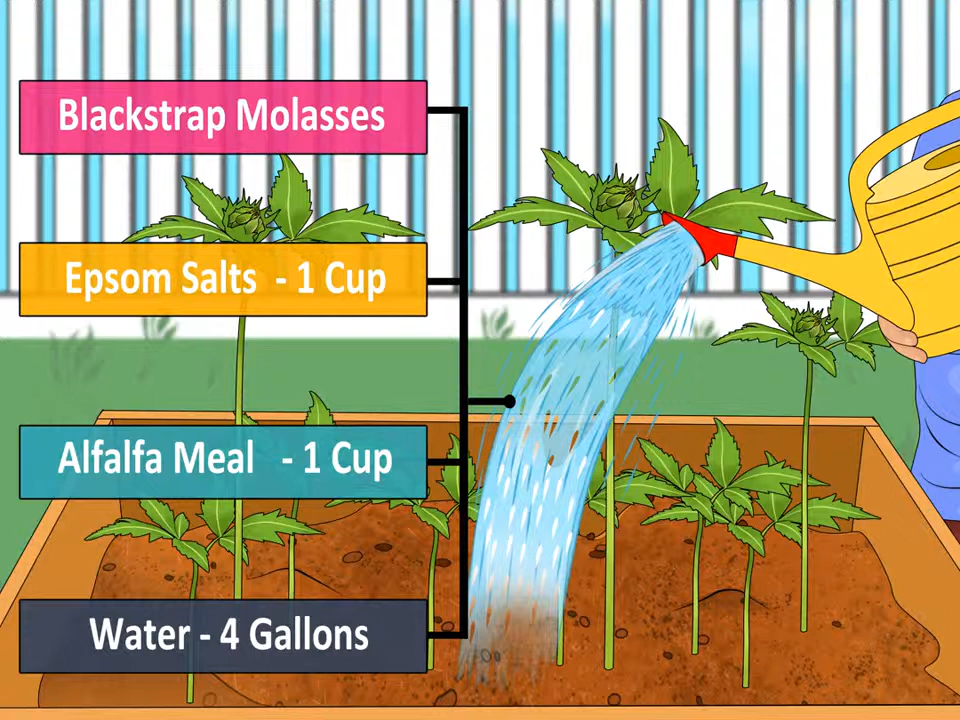 Blackstrap Molasses
Epsom Salts - 1 Cup
Alfalfa Meal - 1 Cup
Water - 4 Gallons